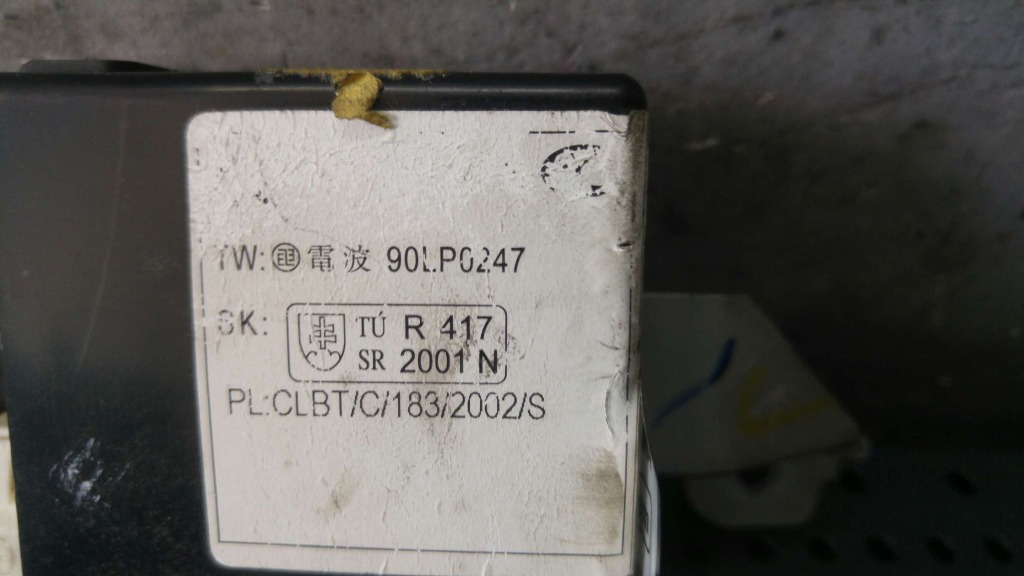 TW: 電波 90LP0247
SK: TÚ R 417
SR 2001 N
PL:CLBT/C/183/2002/S